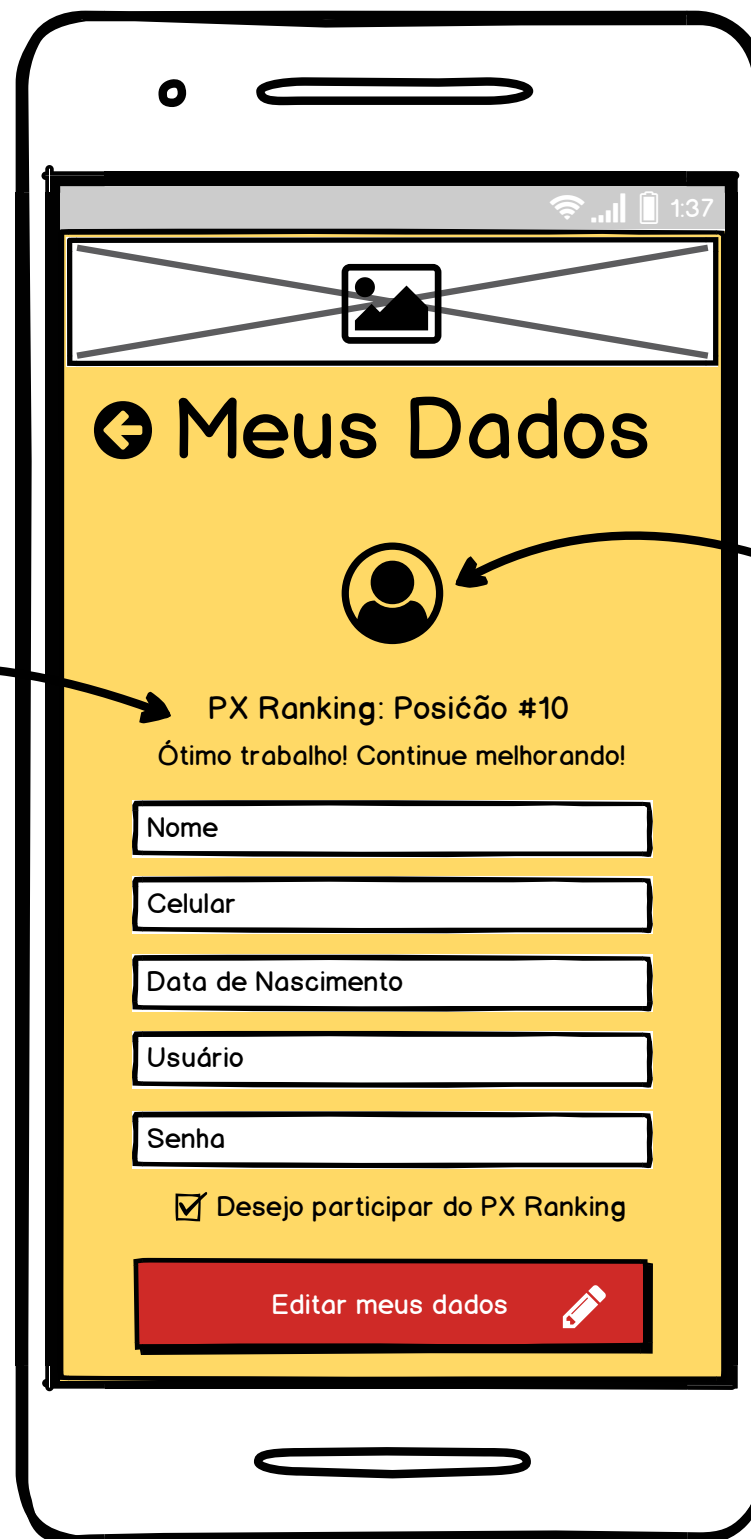 1:37
Meus Dados
PX Ranking: Posićão #10
Ótimo trabalho! Continue melhorando!
Nome
Celular
Data de Nascimento
Usuário
Senha
Desejo participar do PX Ranking
Editar meus dados